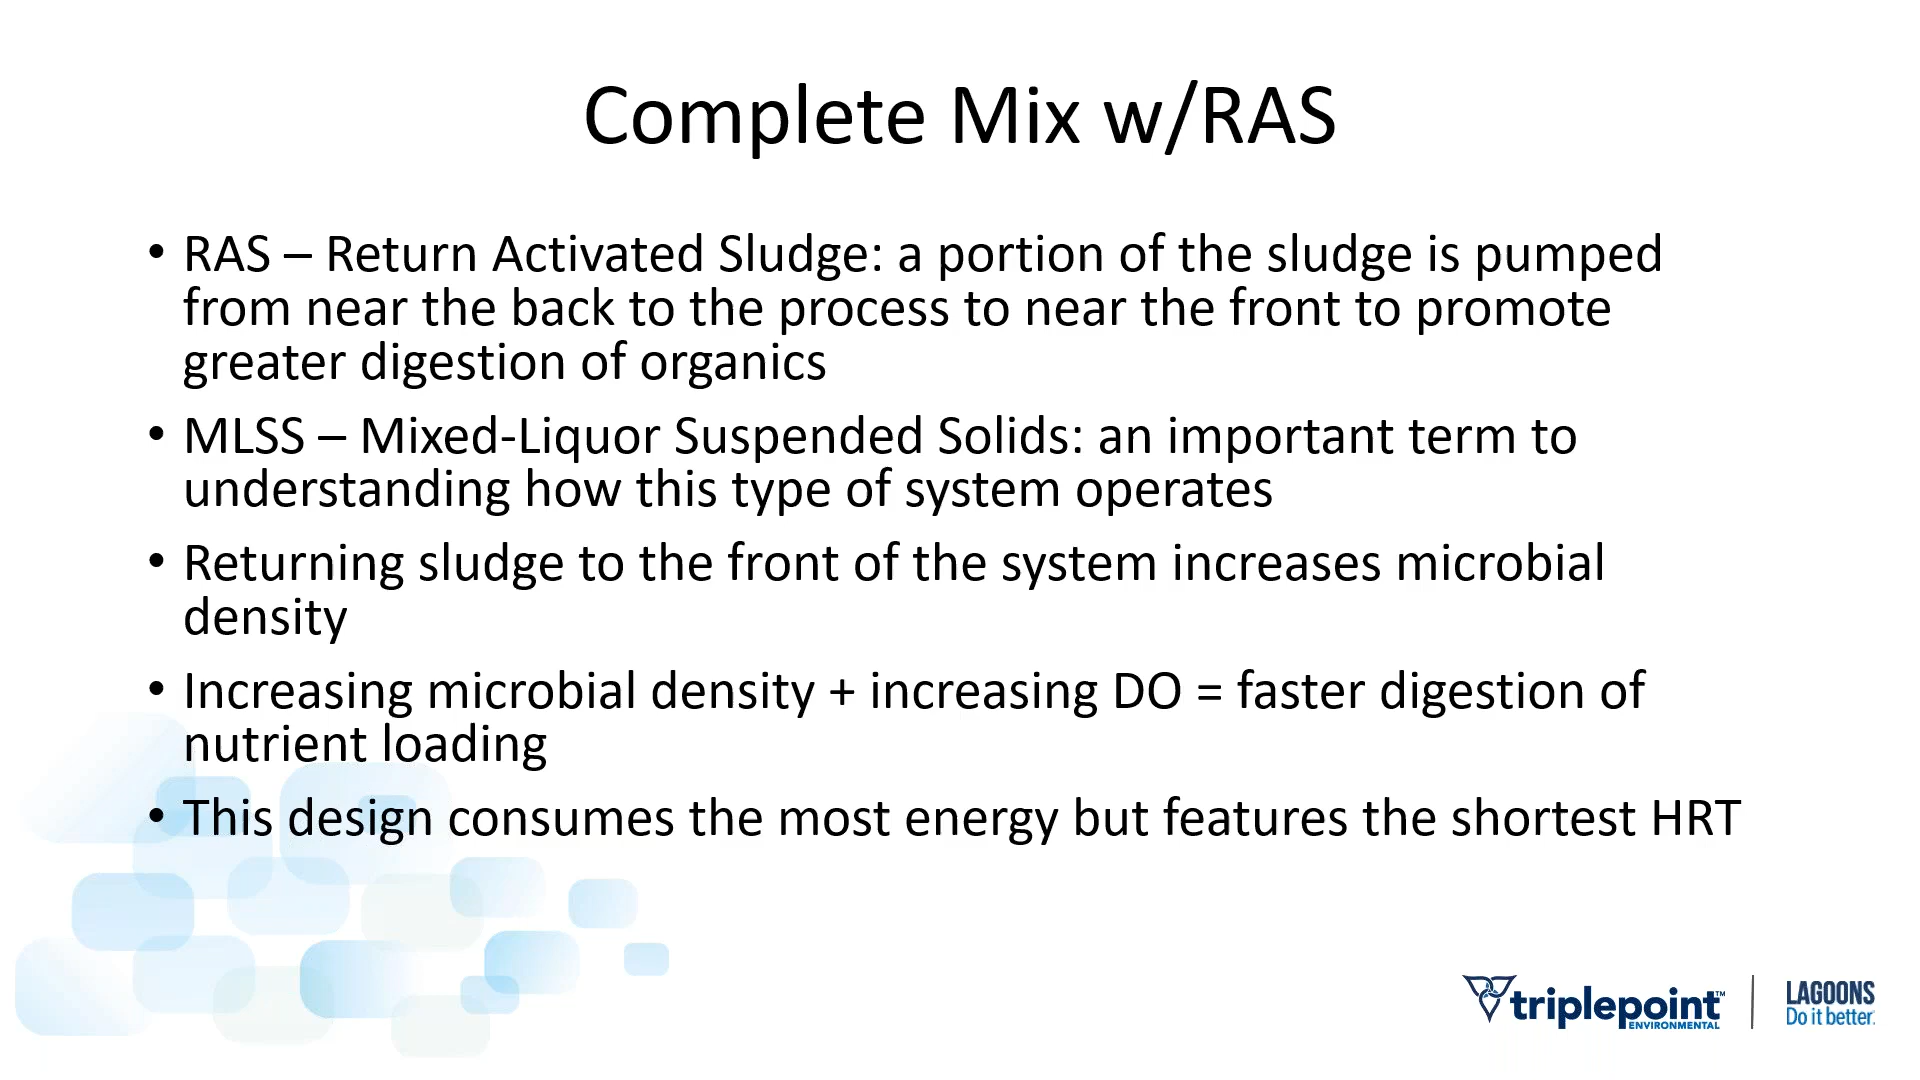 Complete Mix w/RAS
• RAS – Return Activated Sludge: a portion of the sludge is pumped
from near the back to the process to near the front to promote
greater digestion of organics
• MLSS – Mixed-Liquor Suspended Solids: an important term to
understanding how this type of system operates
• Returning sludge to the front of the system increases microbial
density
• Increasing microbial density + increasing DO = faster digestion of
nutrient loading
• This design consumes the most energy but features the shortest HRT
triplepoint™
ENVIRONMENTAL
LAGOONS
Do it better.